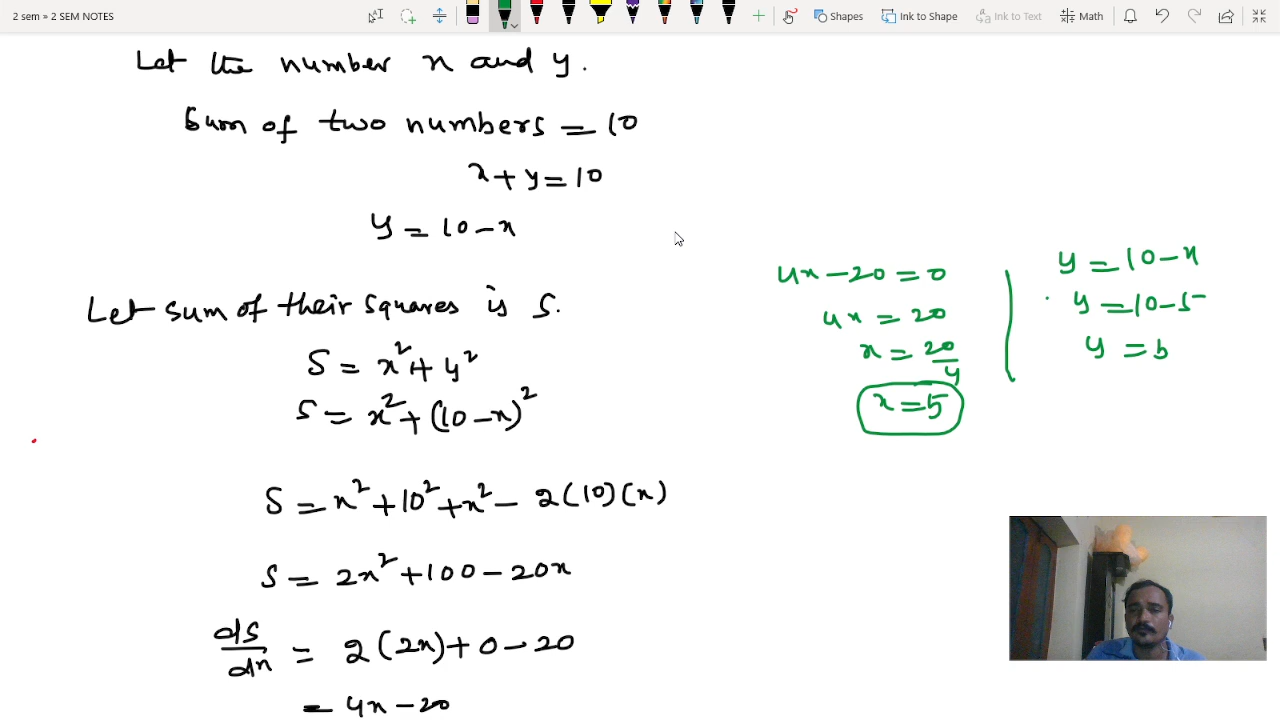 2 sem » 2 SEM NOTES
Shapes Ink to Shape Ink to Text Math
Let the number x and y.
Sum of two numbers = 10
x + y = 10
y = 10 - x
Let sum of their squares is S.
S = x² + y²
S = x² + (10 - x)²
S = x² + 10² + x² - 2(10)(x)
S = 2x² + 100 - 20x
ds/dx = 2(2x) + 0 - 20
= 4x - 20
4x - 20 = 0
4x = 20
x = 20/4
x = 5
y = 10 - x
y = 10 - 5
y = 5